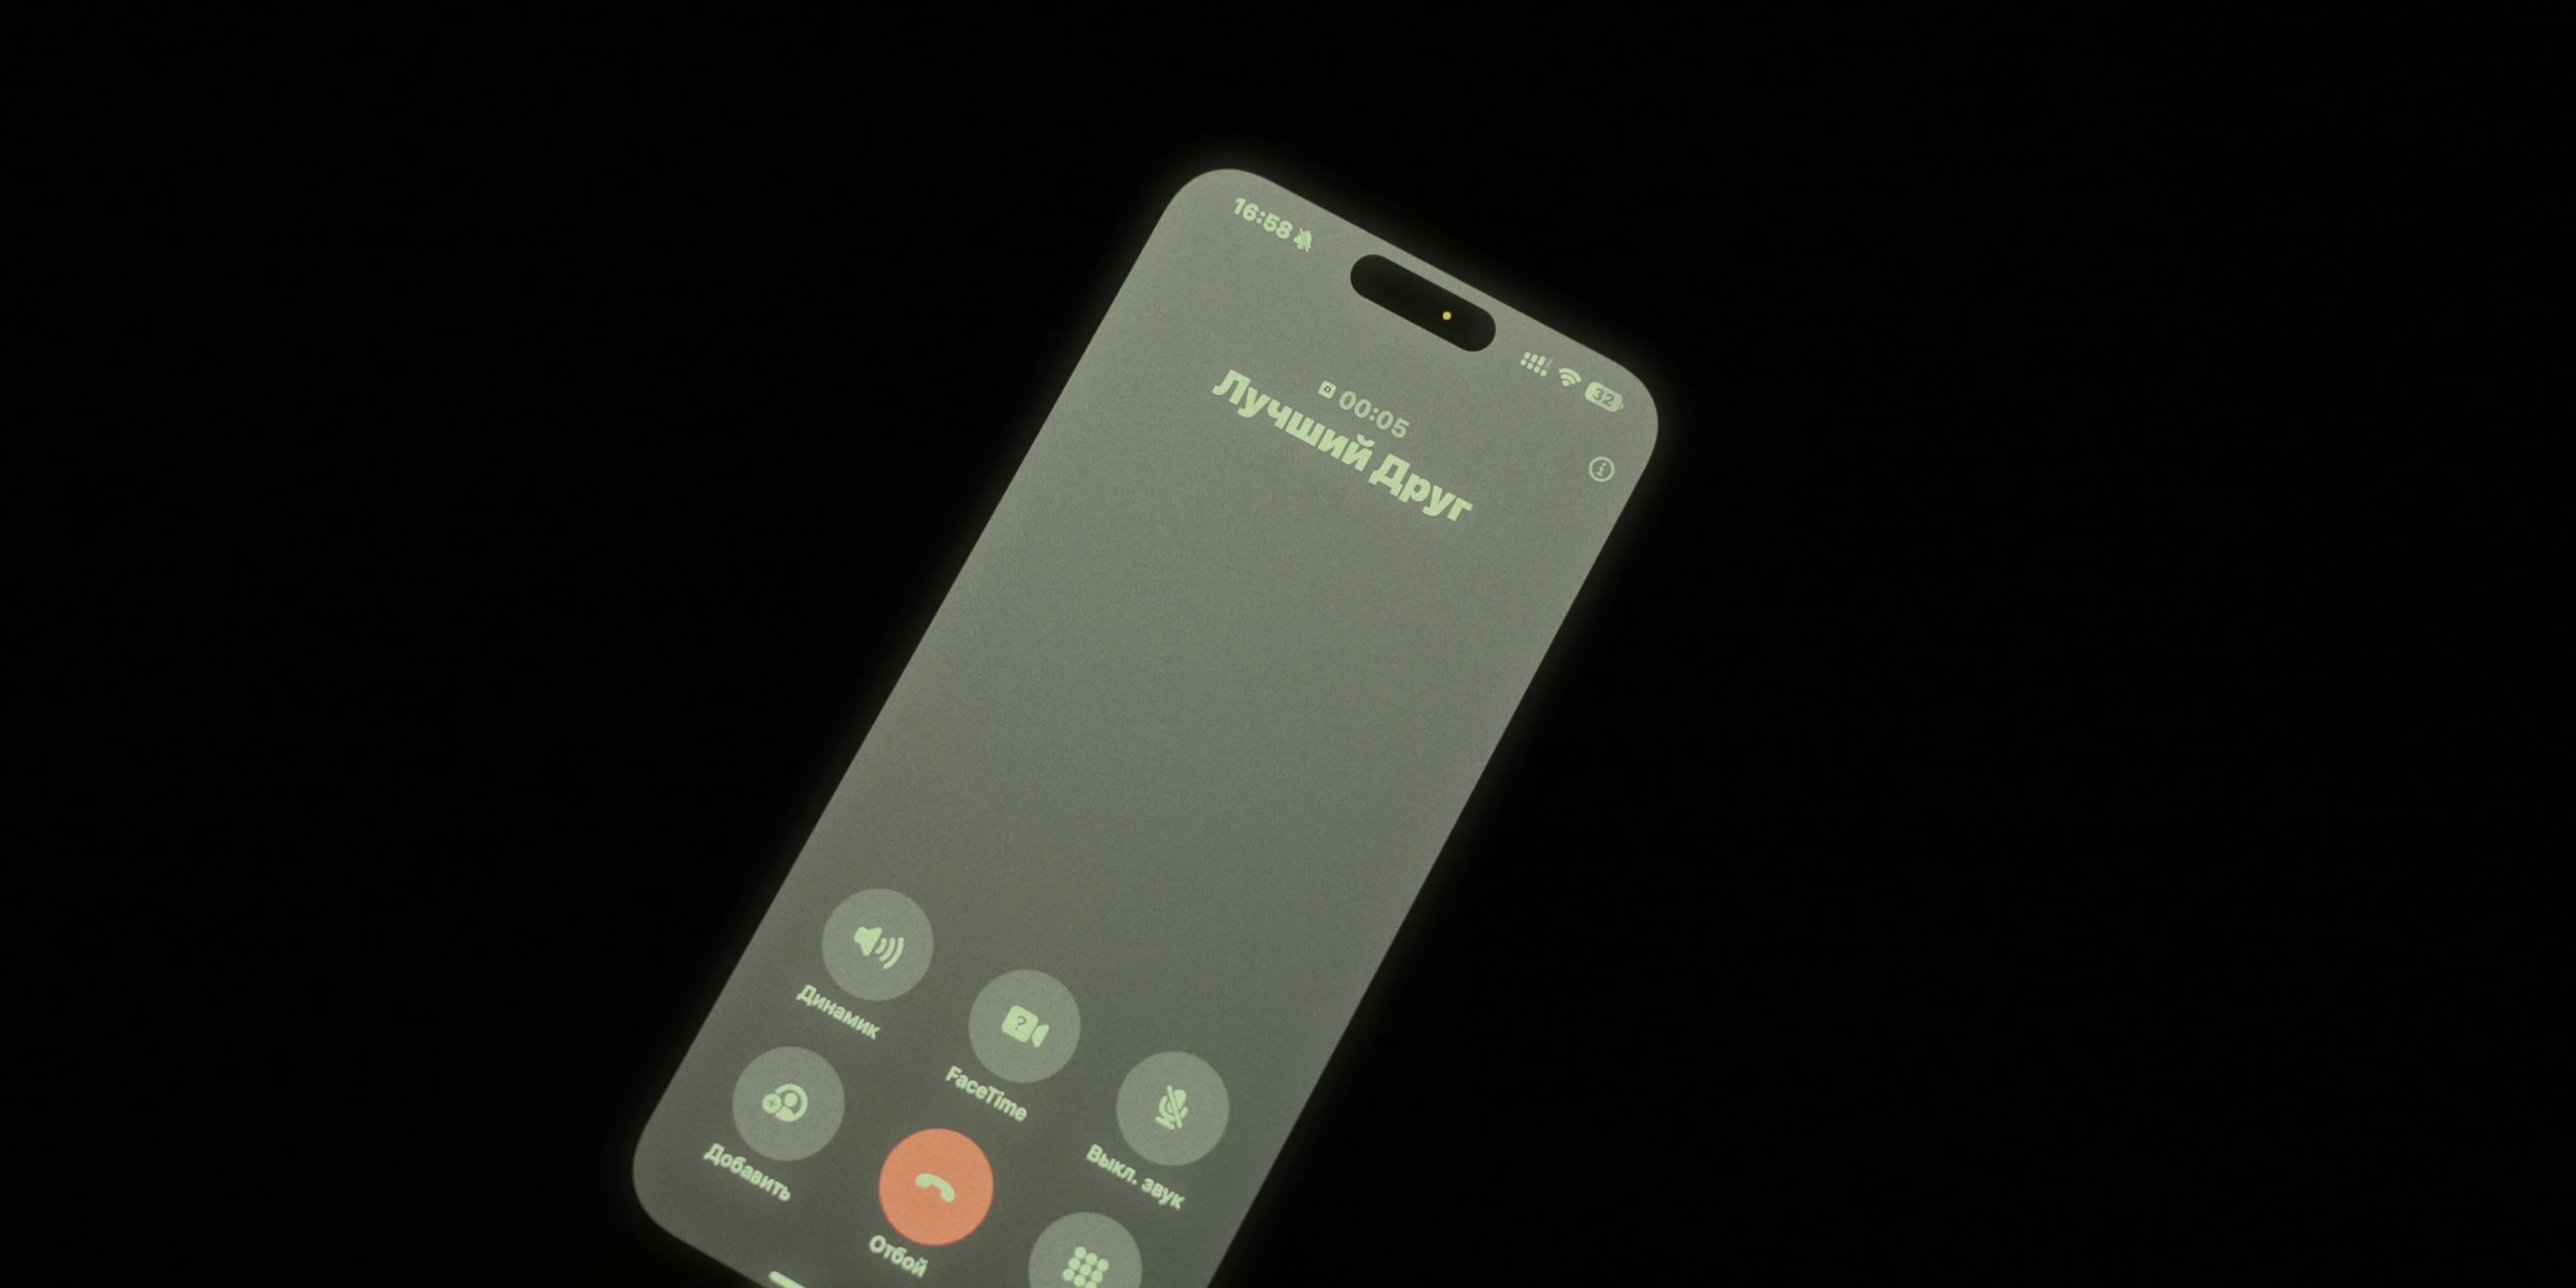 16:58
32
00:05
Лучший Друг
Динамик
FaceTime
Выкл. звук
Добавить
Отбой